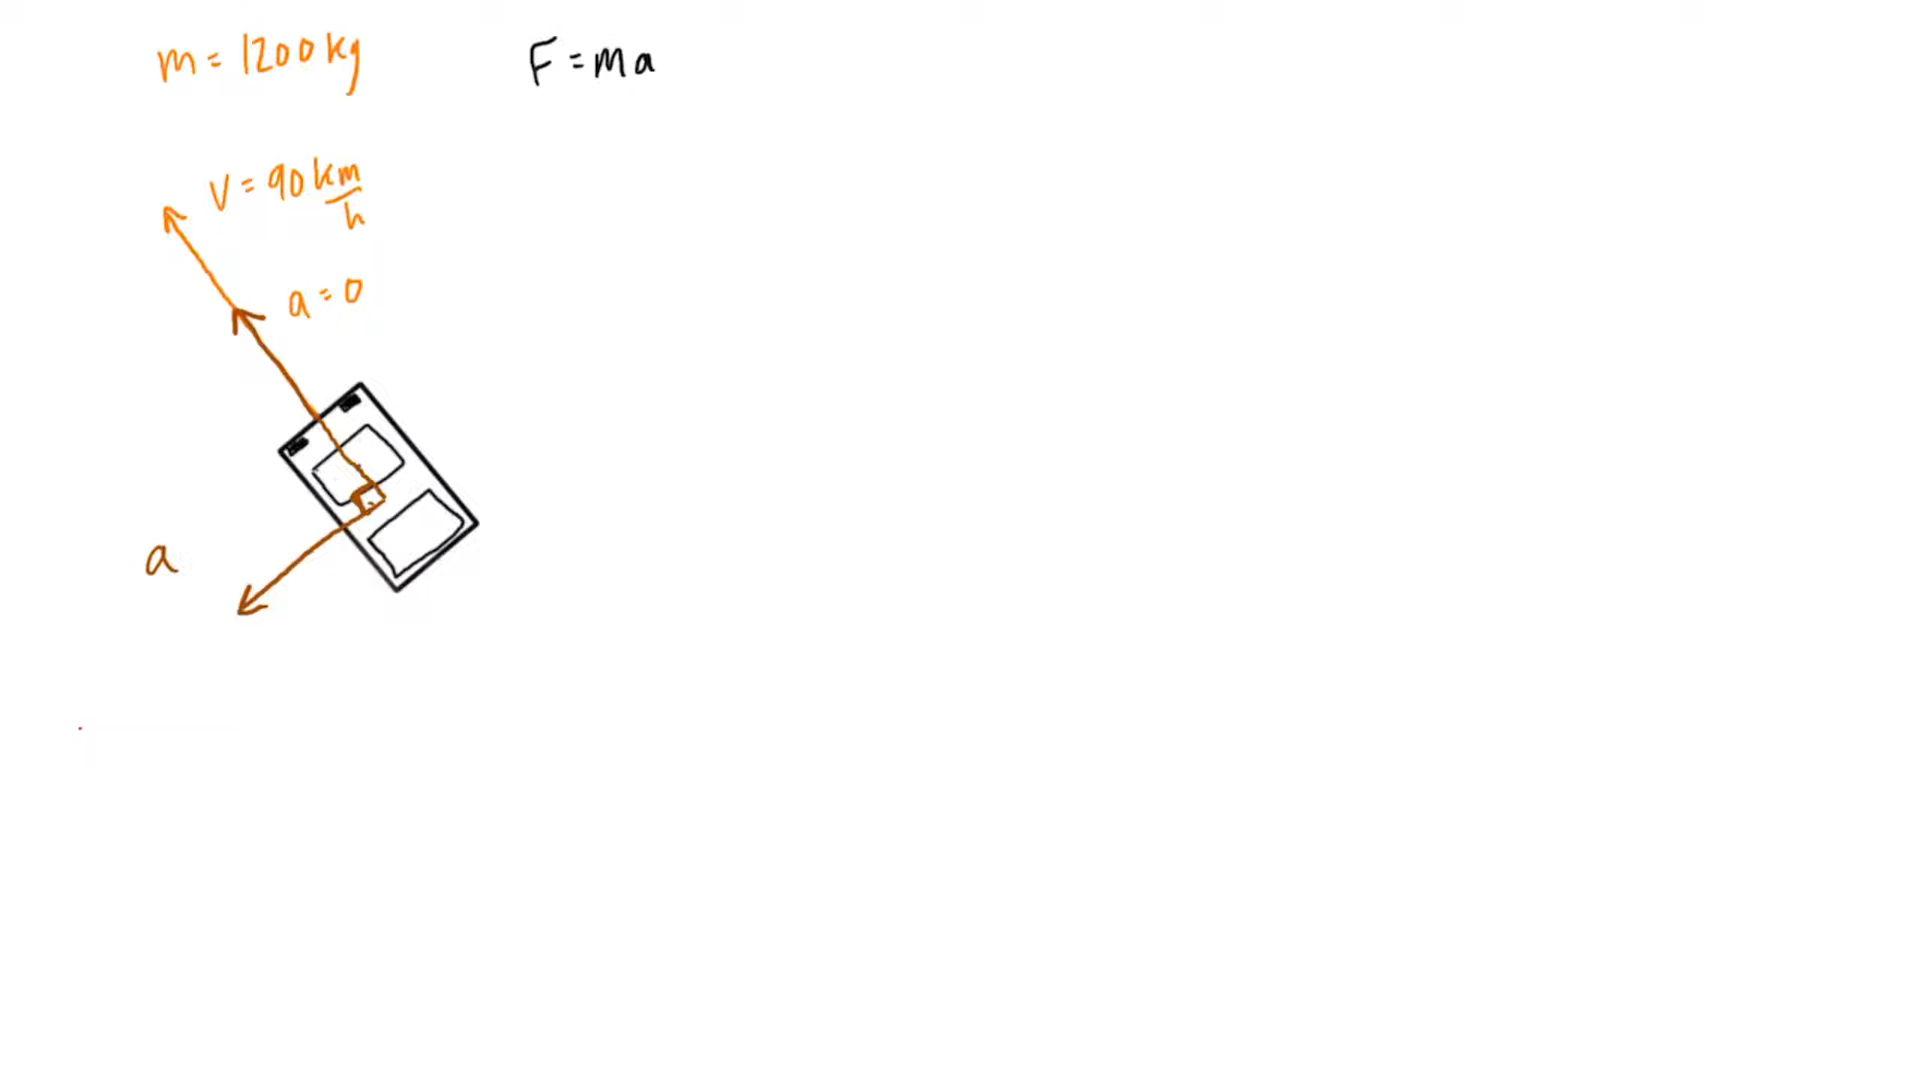 m = 1200 kg
F = ma
V = 90 km/h
a = 0
a